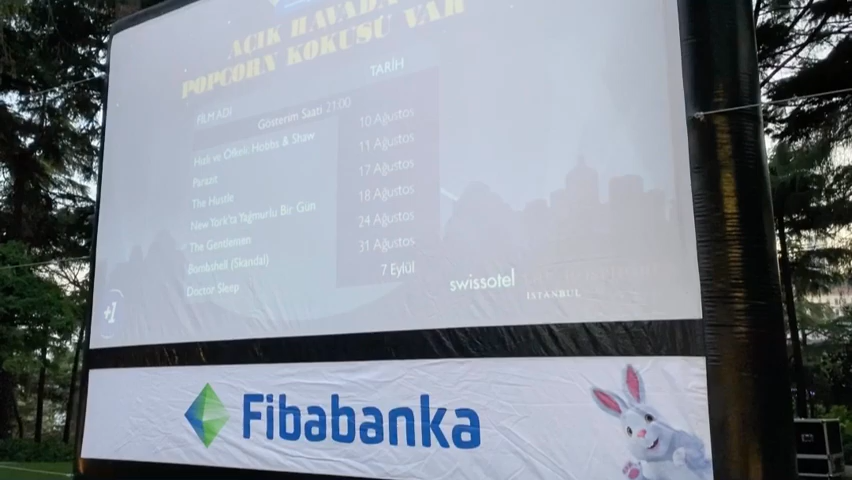 AÇIK HAVADA
POPCORN KOKUSU VAR
FİLM ADI
TARİH
Gösterim Saati 21:00
Hızlı ve Öfkeli: Hobbs & Shaw 10 Ağustos
Parazit 11 Ağustos
The Hustle 17 Ağustos
New York'ta Yağmurlu Bir Gün 18 Ağustos
The Gentlemen 24 Ağustos
Bombshell (Skandal) 31 Ağustos
Doctor Sleep 7 Eylül
+1
swissotel
ISTANBUL
Fibabanka